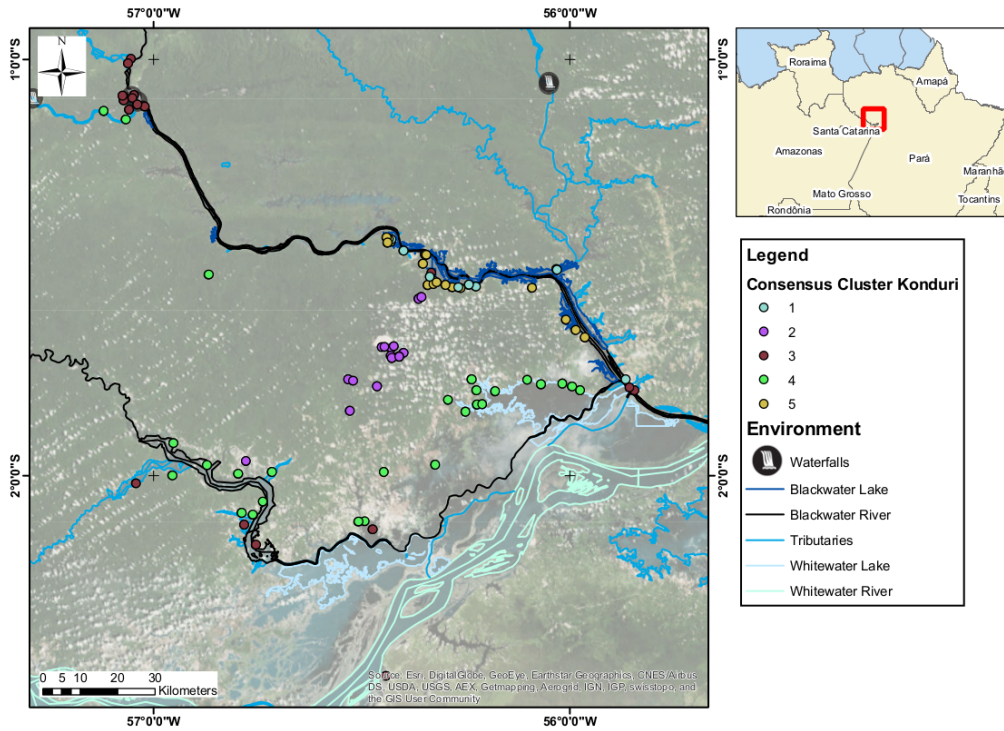 57°0'0"W
56°0'0"W
1°0'0"S
1°0'0"S
N
2°0'0"S
2°0'0"S
0 5 10 20 30
Kilometers
Source: Esri, DigitalGlobe, GeoEye, Earthstar Geographics, CNES/Airbus
DS, USDA, USGS, AEX, Getmapping, Aerogrid, IGN, IGP, swisstopo, and
the GIS User Community
57°0'0"W
56°0'0"W
Roraima
Amapá
Santa Catarina
Amazonas
Pará
Maranhão
Mato Grosso
Tocantins
Rondônia
Legend
Consensus Cluster Konduri
1
2
3
4
5
Environment
Waterfalls
Blackwater Lake
Blackwater River
Tributaries
Whitewater Lake
Whitewater River